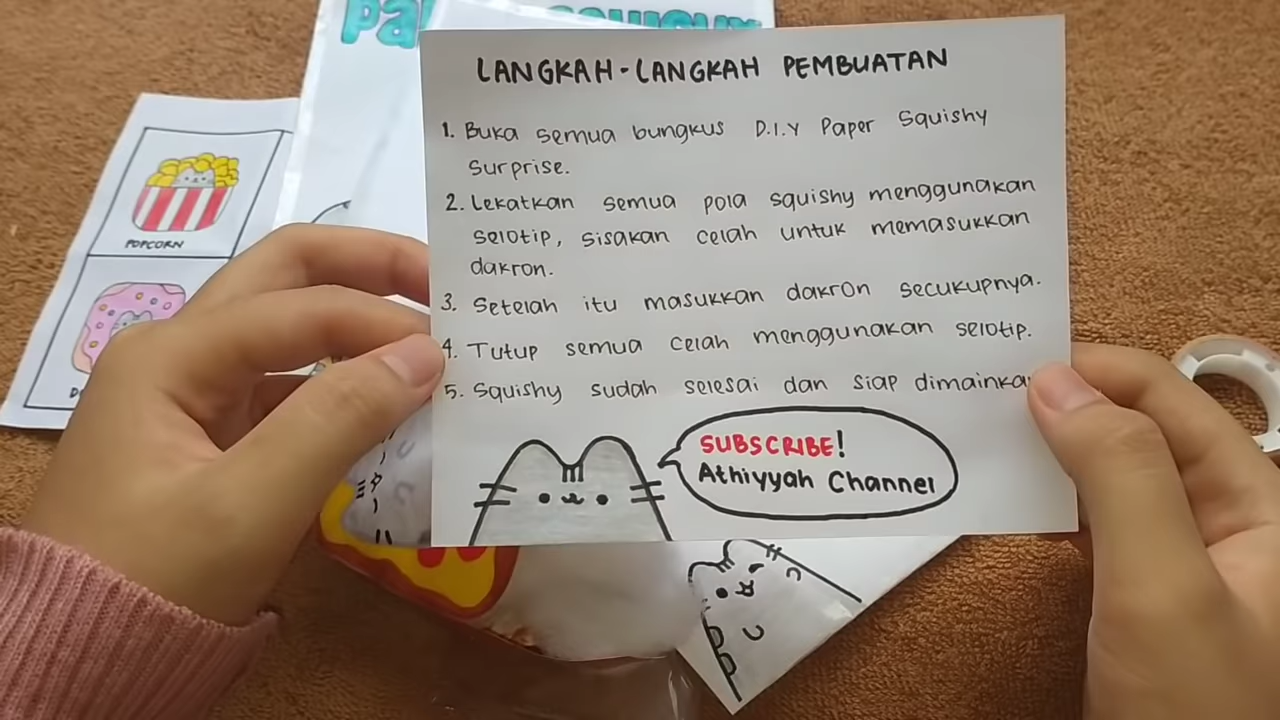 LANGKAH-LANGKAH PEMBUATAN
1. Buka semua bungkus D.I.Y Paper Squishy
Surprise.
2. Lekatkan semua pola squishy menggunakan
selotip, sisakan celah untuk memasukkan
dakron.
3. Setelah itu masukkan dakron secukupnya.
4. Tutup semua celah menggunakan selotip.
5. Squishy sudah selesai dan siap dimainka
SUBSCRIBE!
Athiyyah Channel
POPCORN